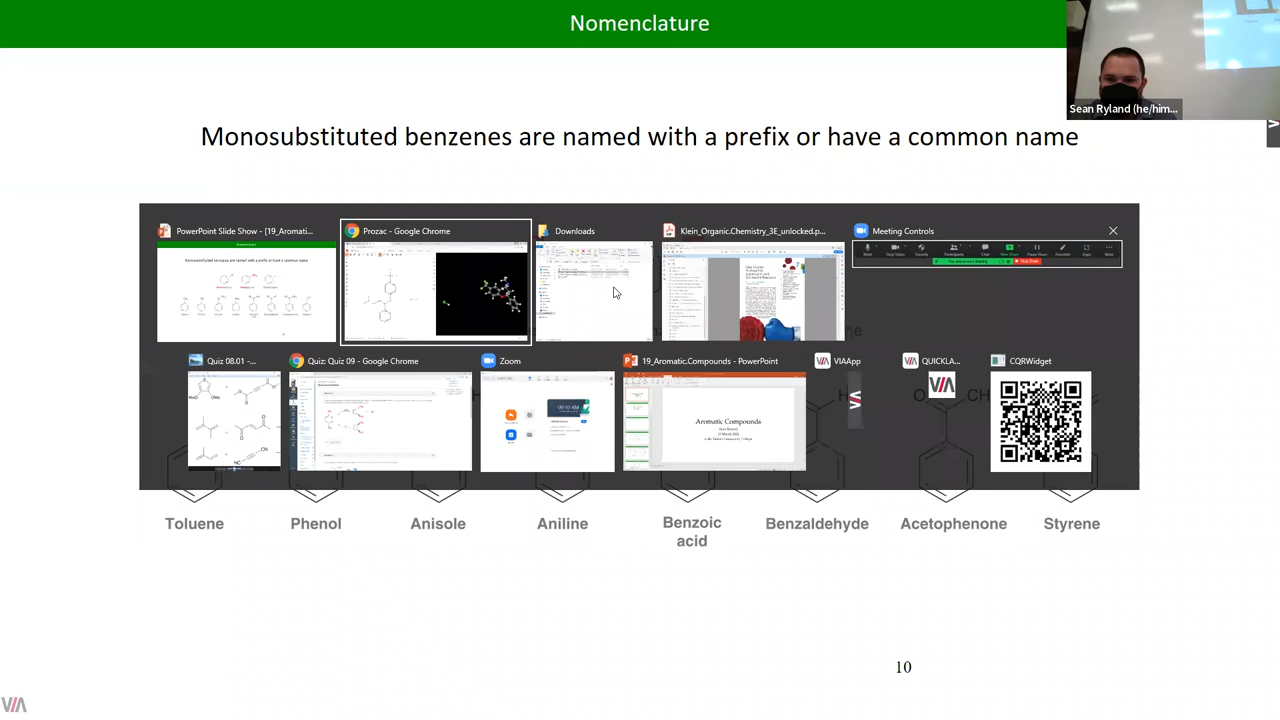 Nomenclature
Sean Ryland (he/him...
Monosubstituted benzenes are named with a prefix or have a common name
PowerPoint Slide Show - [19_Aromati...
Prozac - Google Chrome
Downloads
Klein_Organic.Chemistry_3E_unlocked.p...
Meeting Controls
Quiz 08.01 -...
Quiz: Quiz 09 - Google Chrome
Zoom
19_Aromatic.Compounds - PowerPoint
VIAApp
QUICKLA...
CQRWidget
Aromatic Compounds
VIA
Toluene
Phenol
Anisole
Aniline
Benzoic
acid
Benzaldehyde
Acetophenone
Styrene
10
VIA